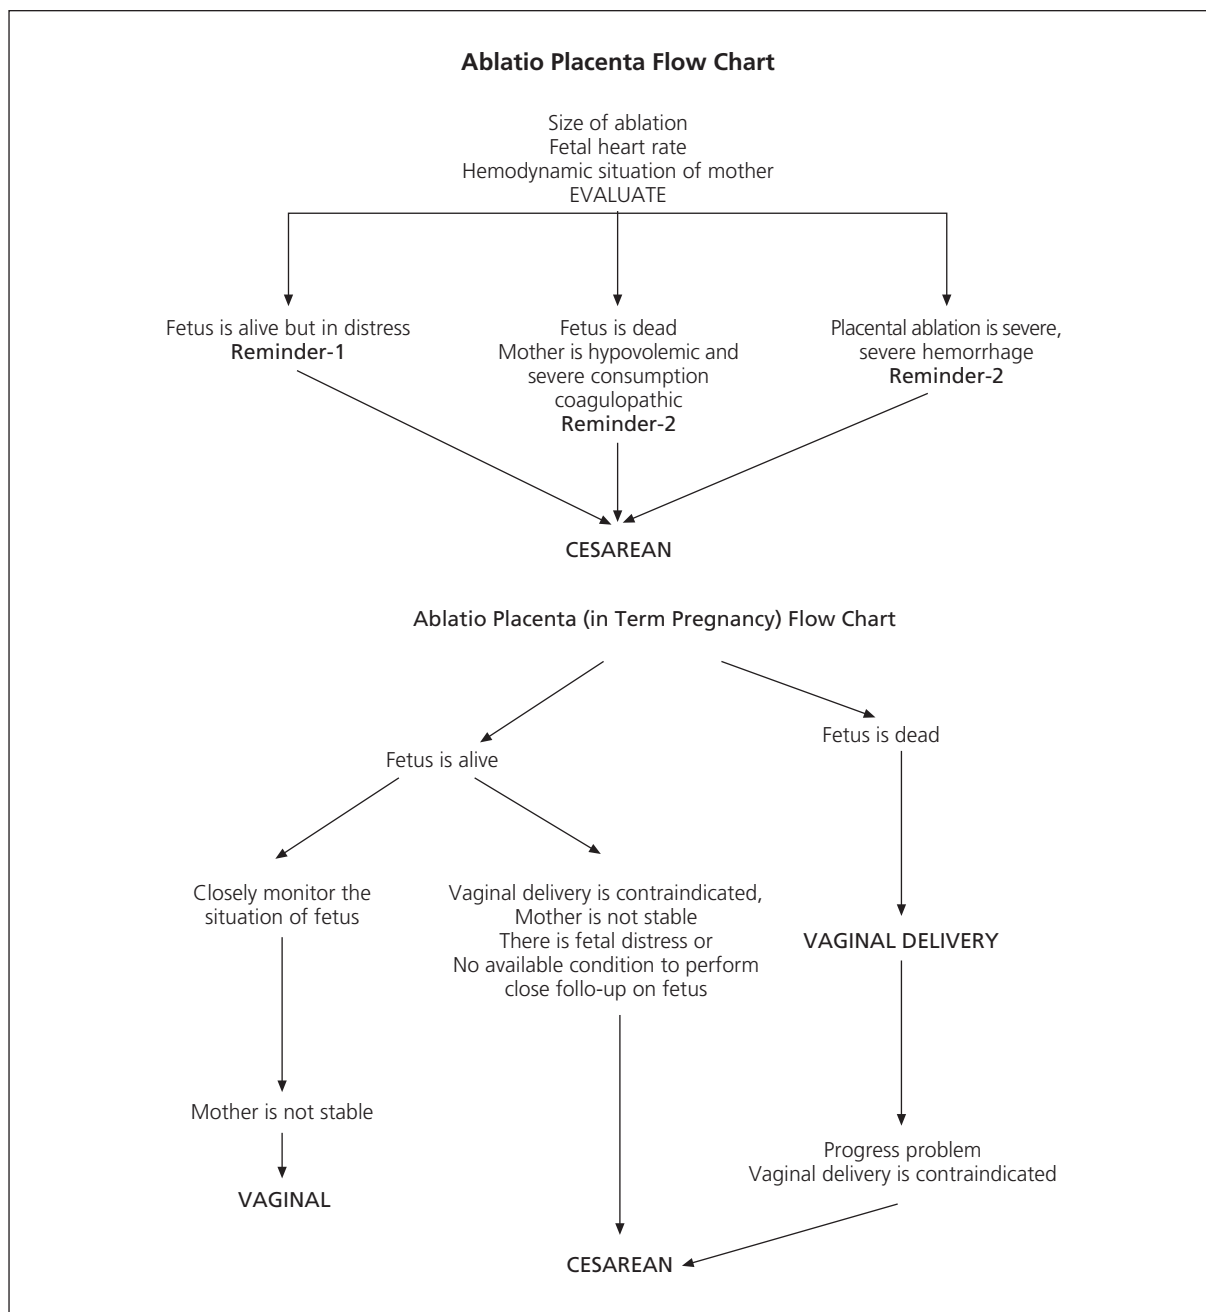 Ablatio Placenta Flow Chart
Size of ablation
Fetal heart rate
Hemodynamic situation of mother
EVALUATE
Fetus is alive but in distress
Reminder-1
Fetus is dead
Mother is hypovolemic and
severe consumption
coagulopathic
Reminder-2
Placental ablation is severe,
severe hemorrhage
Reminder-2
CESAREAN
Ablatio Placenta (in Term Pregnancy) Flow Chart
Fetus is alive
Fetus is dead
Closely monitor the
situation of fetus
Vaginal delivery is contraindicated,
Mother is not stable
There is fetal distress or
No available condition to perform
close follo-up on fetus
VAGINAL DELIVERY
Mother is not stable
VAGINAL
Progress problem
Vaginal delivery is contraindicated
CESAREAN